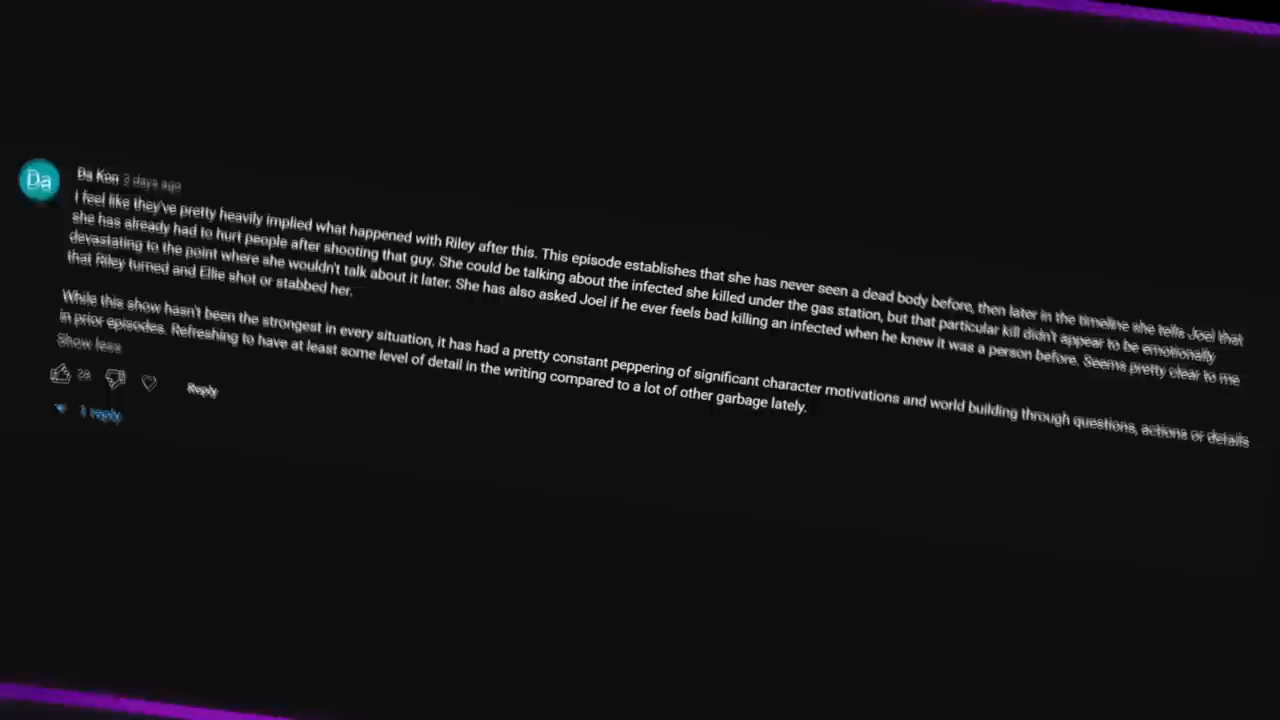 Da
Da Kon 3 days ago
I feel like they've pretty heavily implied what happened with Riley after this. This episode establishes that she has never seen a dead body before, then later in the timeline she tells Joel that
she has already had to hurt people after shooting that guy. She could be talking about the infected she killed under the gas station, but that particular kill didn't appear to be emotionally
devastating to the point where she wouldn't talk about it later. She has also asked Joel if he ever feels bad killing an infected when he knew it was a person before. Seems pretty clear to me
that Riley turned and Ellie shot or stabbed her.
While this show hasn't been the strongest in every situation, it has had a pretty constant peppering of significant character motivations and world building through questions, actions or details
in prior episodes. Refreshing to have at least some level of detail in the writing compared to a lot of other garbage lately.
Show less
28 Reply
1 reply